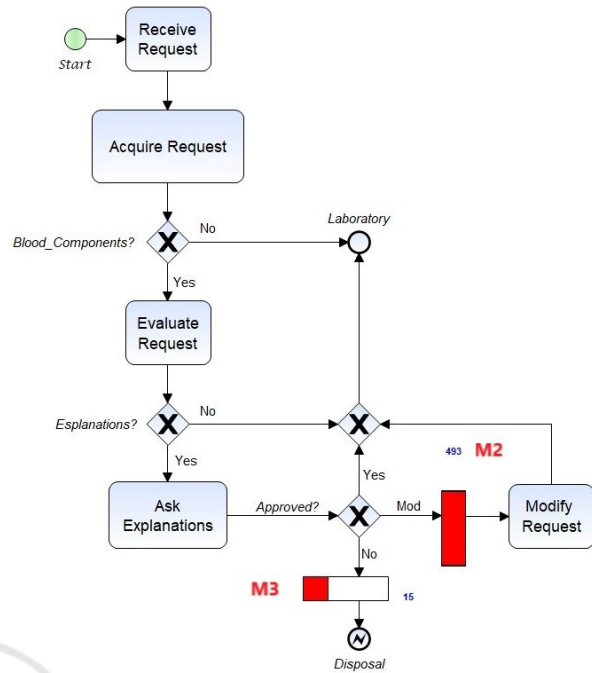 Receive
Request
Start
Acquire Request
Laboratory
No
Blood_Components?
X
Yes
Evaluate
Request
No
Esplanations?
X
X
493 M2
Yes
Yes
Ask
Explanations
Approved?
X
Mod
Modify
Request
No
M3
15
Disposal